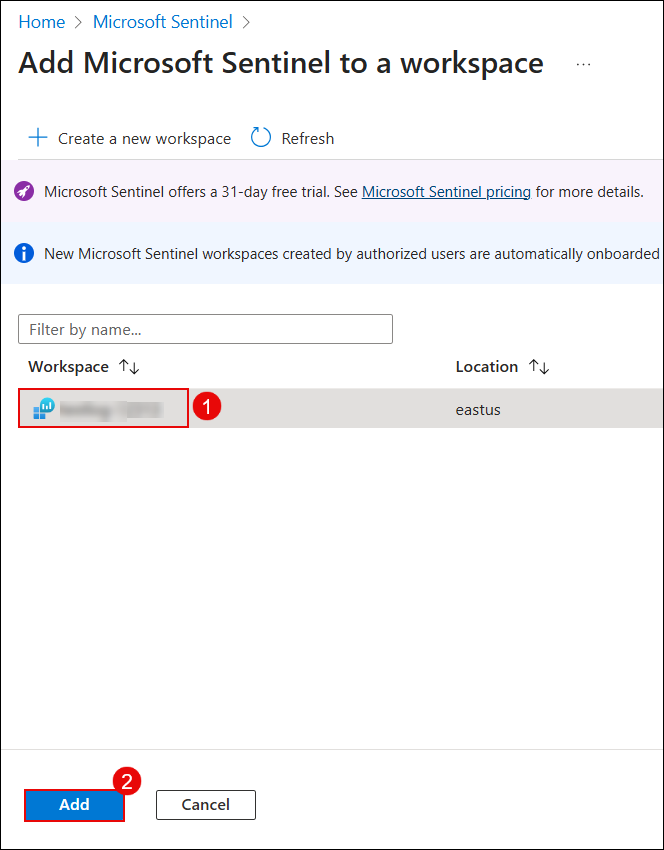 Home > Microsoft Sentinel >
Add Microsoft Sentinel to a workspace ...
Create a new workspace Refresh
Microsoft Sentinel offers a 31-day free trial. See Microsoft Sentinel pricing for more details.
New Microsoft Sentinel workspaces created by authorized users are automatically onboarded
Filter by name...
Workspace ↑↓ Location ↑↓
1 eastus
2
Add Cancel